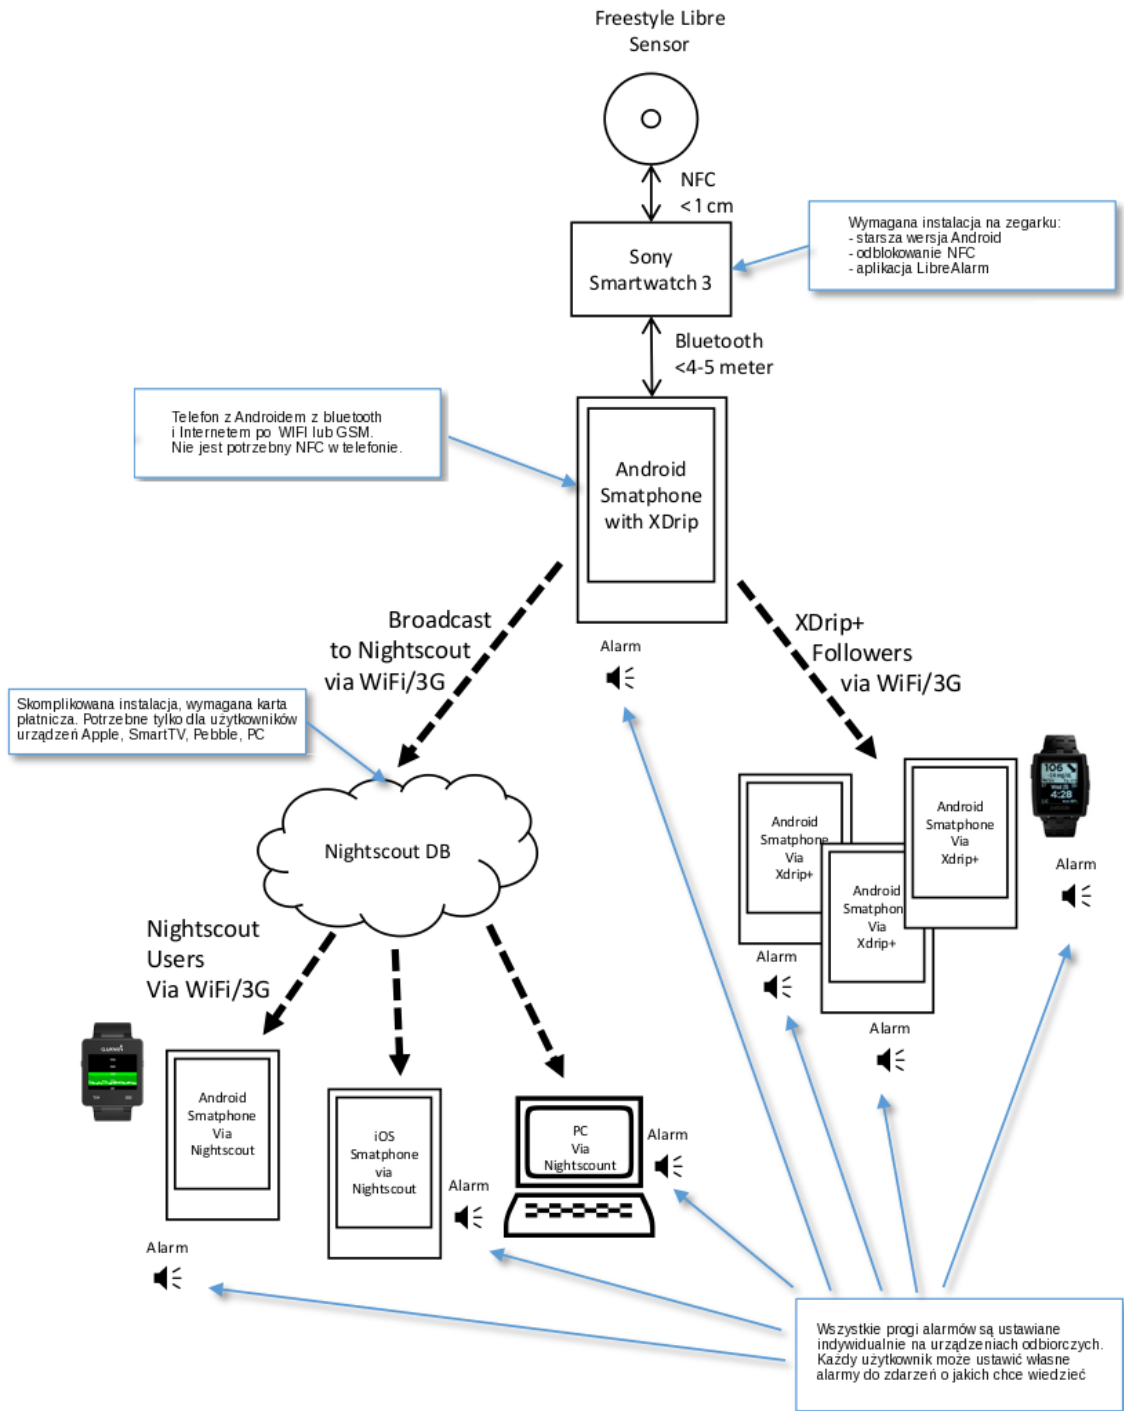 Freestyle Libre
Sensor
NFC
< 1 cm
Wymagana instalacja na zegarku:
- starsza wersja Android
- odblokowanie NFC
- aplikacja LibreAlarm
Sony
Smartwatch 3
Bluetooth
<4-5 meter
Telefon z Androidem z bluetooth
i Internetem po WIFI lub GSM.
Nie jest potrzebny NFC w telefonie.
Android
Smatphone
with XDrip
Broadcast
to Nightscout
via WiFi/3G
Alarm
XDrip+
Followers
via WiFi/3G
Skomplikowana instalacja, wymagana karta
płatnicza. Potrzebne tylko dla użytkowników
urządzeń Apple, SmartTV, Pebble, PC
Nightscout DB
Android
Smatphone
Via
Xdrip+
Alarm
Android
Smatphon
Via
Xdrip+
Alarm
Android
Smatphone
Via
Xdrip+
106
4:28
Alarm
Nightscout
Users
Via WiFi/3G
GARMIN
Android
Smatphone
Via
Nightscout
Alarm
iOS
Smatphone
via
Nightscout
Alarm
PC
Via
Nightscount
Alarm
Wszystkie progi alarmów są ustawiane
indywidualnie na urządzeniach odbiorczych.
Każdy użytkownik może ustawić własne
alarmy do zdarzeń o jakich chce wiedzieć